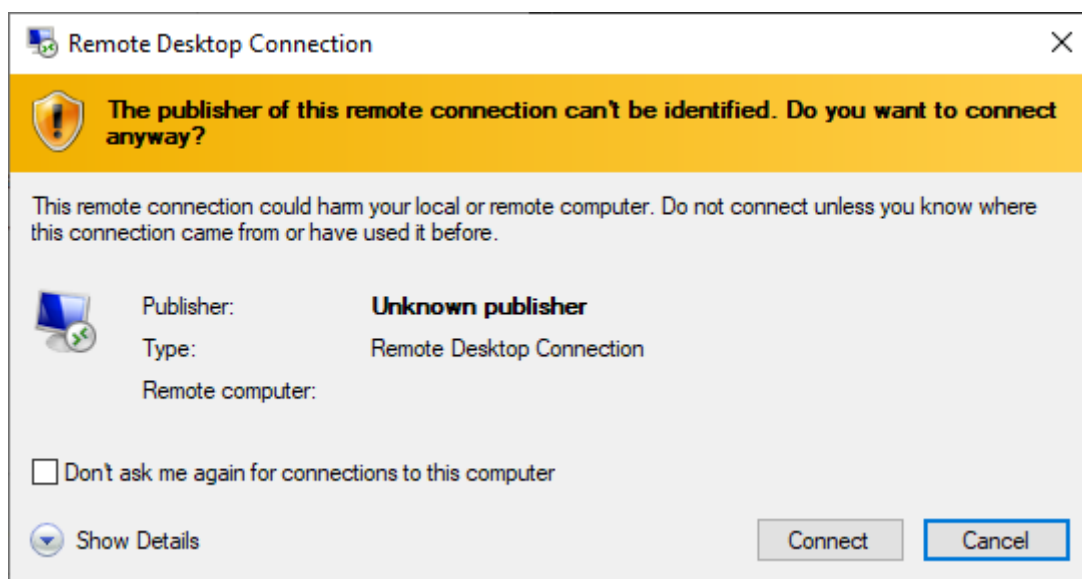 Remote Desktop Connection
The publisher of this remote connection can't be identified. Do you want to connect
anyway?
This remote connection could harm your local or remote computer. Do not connect unless you know where
this connection came from or have used it before.
Publisher: Unknown publisher
Type: Remote Desktop Connection
Remote computer:
Don't ask me again for connections to this computer
Show Details Connect Cancel